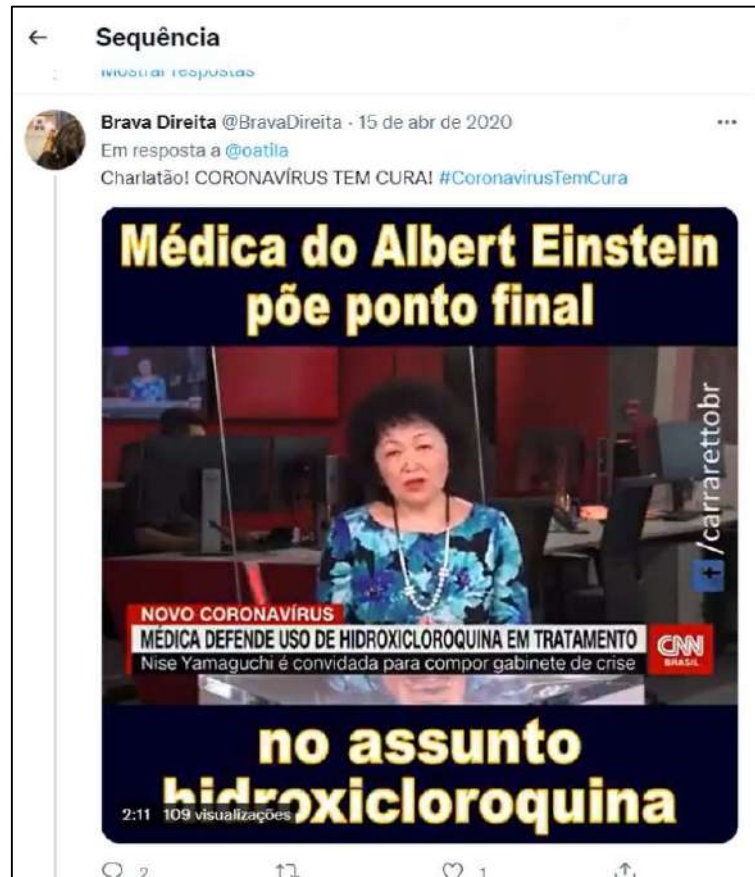 Sequência
Mostrar respostas
Brava Direita @BravaDireita · 15 de abr de 2020
Em resposta a @oatila
Charlatão! CORONAVÍRUS TEM CURA! #CoronavirusTemCura
Médica do Albert Einstein
põe ponto final
/carrarettobr
NOVO CORONAVÍRUS
MÉDICA DEFENDE USO DE HIDROXICLOROQUINA EM TRATAMENTO
Nise Yamaguchi é convidada para compor gabinete de crise
CNN
BRASIL
no assunto
hidroxicloroquina
2:11 109 visualizações
2 1